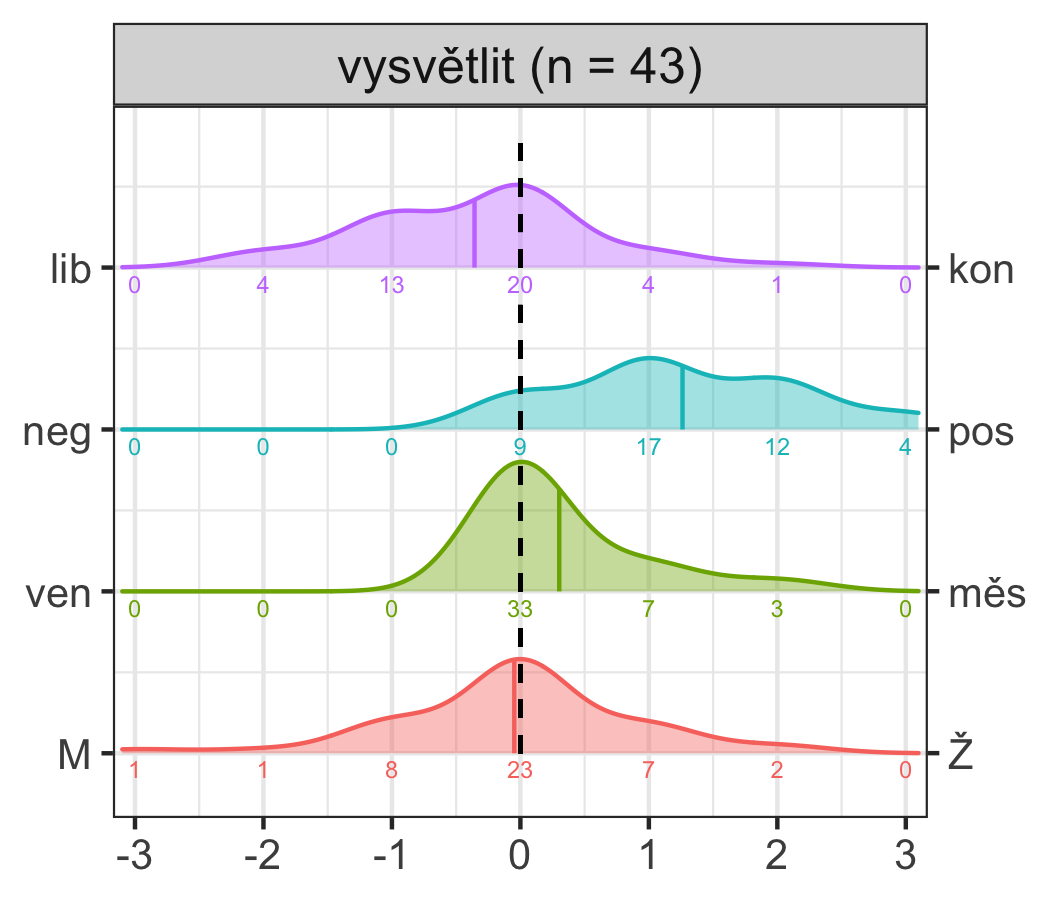 vysvětlit (n = 43)
lib kon
0 4 13 20 4 1 0
neg pos
0 0 0 9 17 12 4
ven měs
0 0 0 33 7 3 0
M Ž
1 1 8 23 7 2 0
-3 -2 -1 0 1 2 3